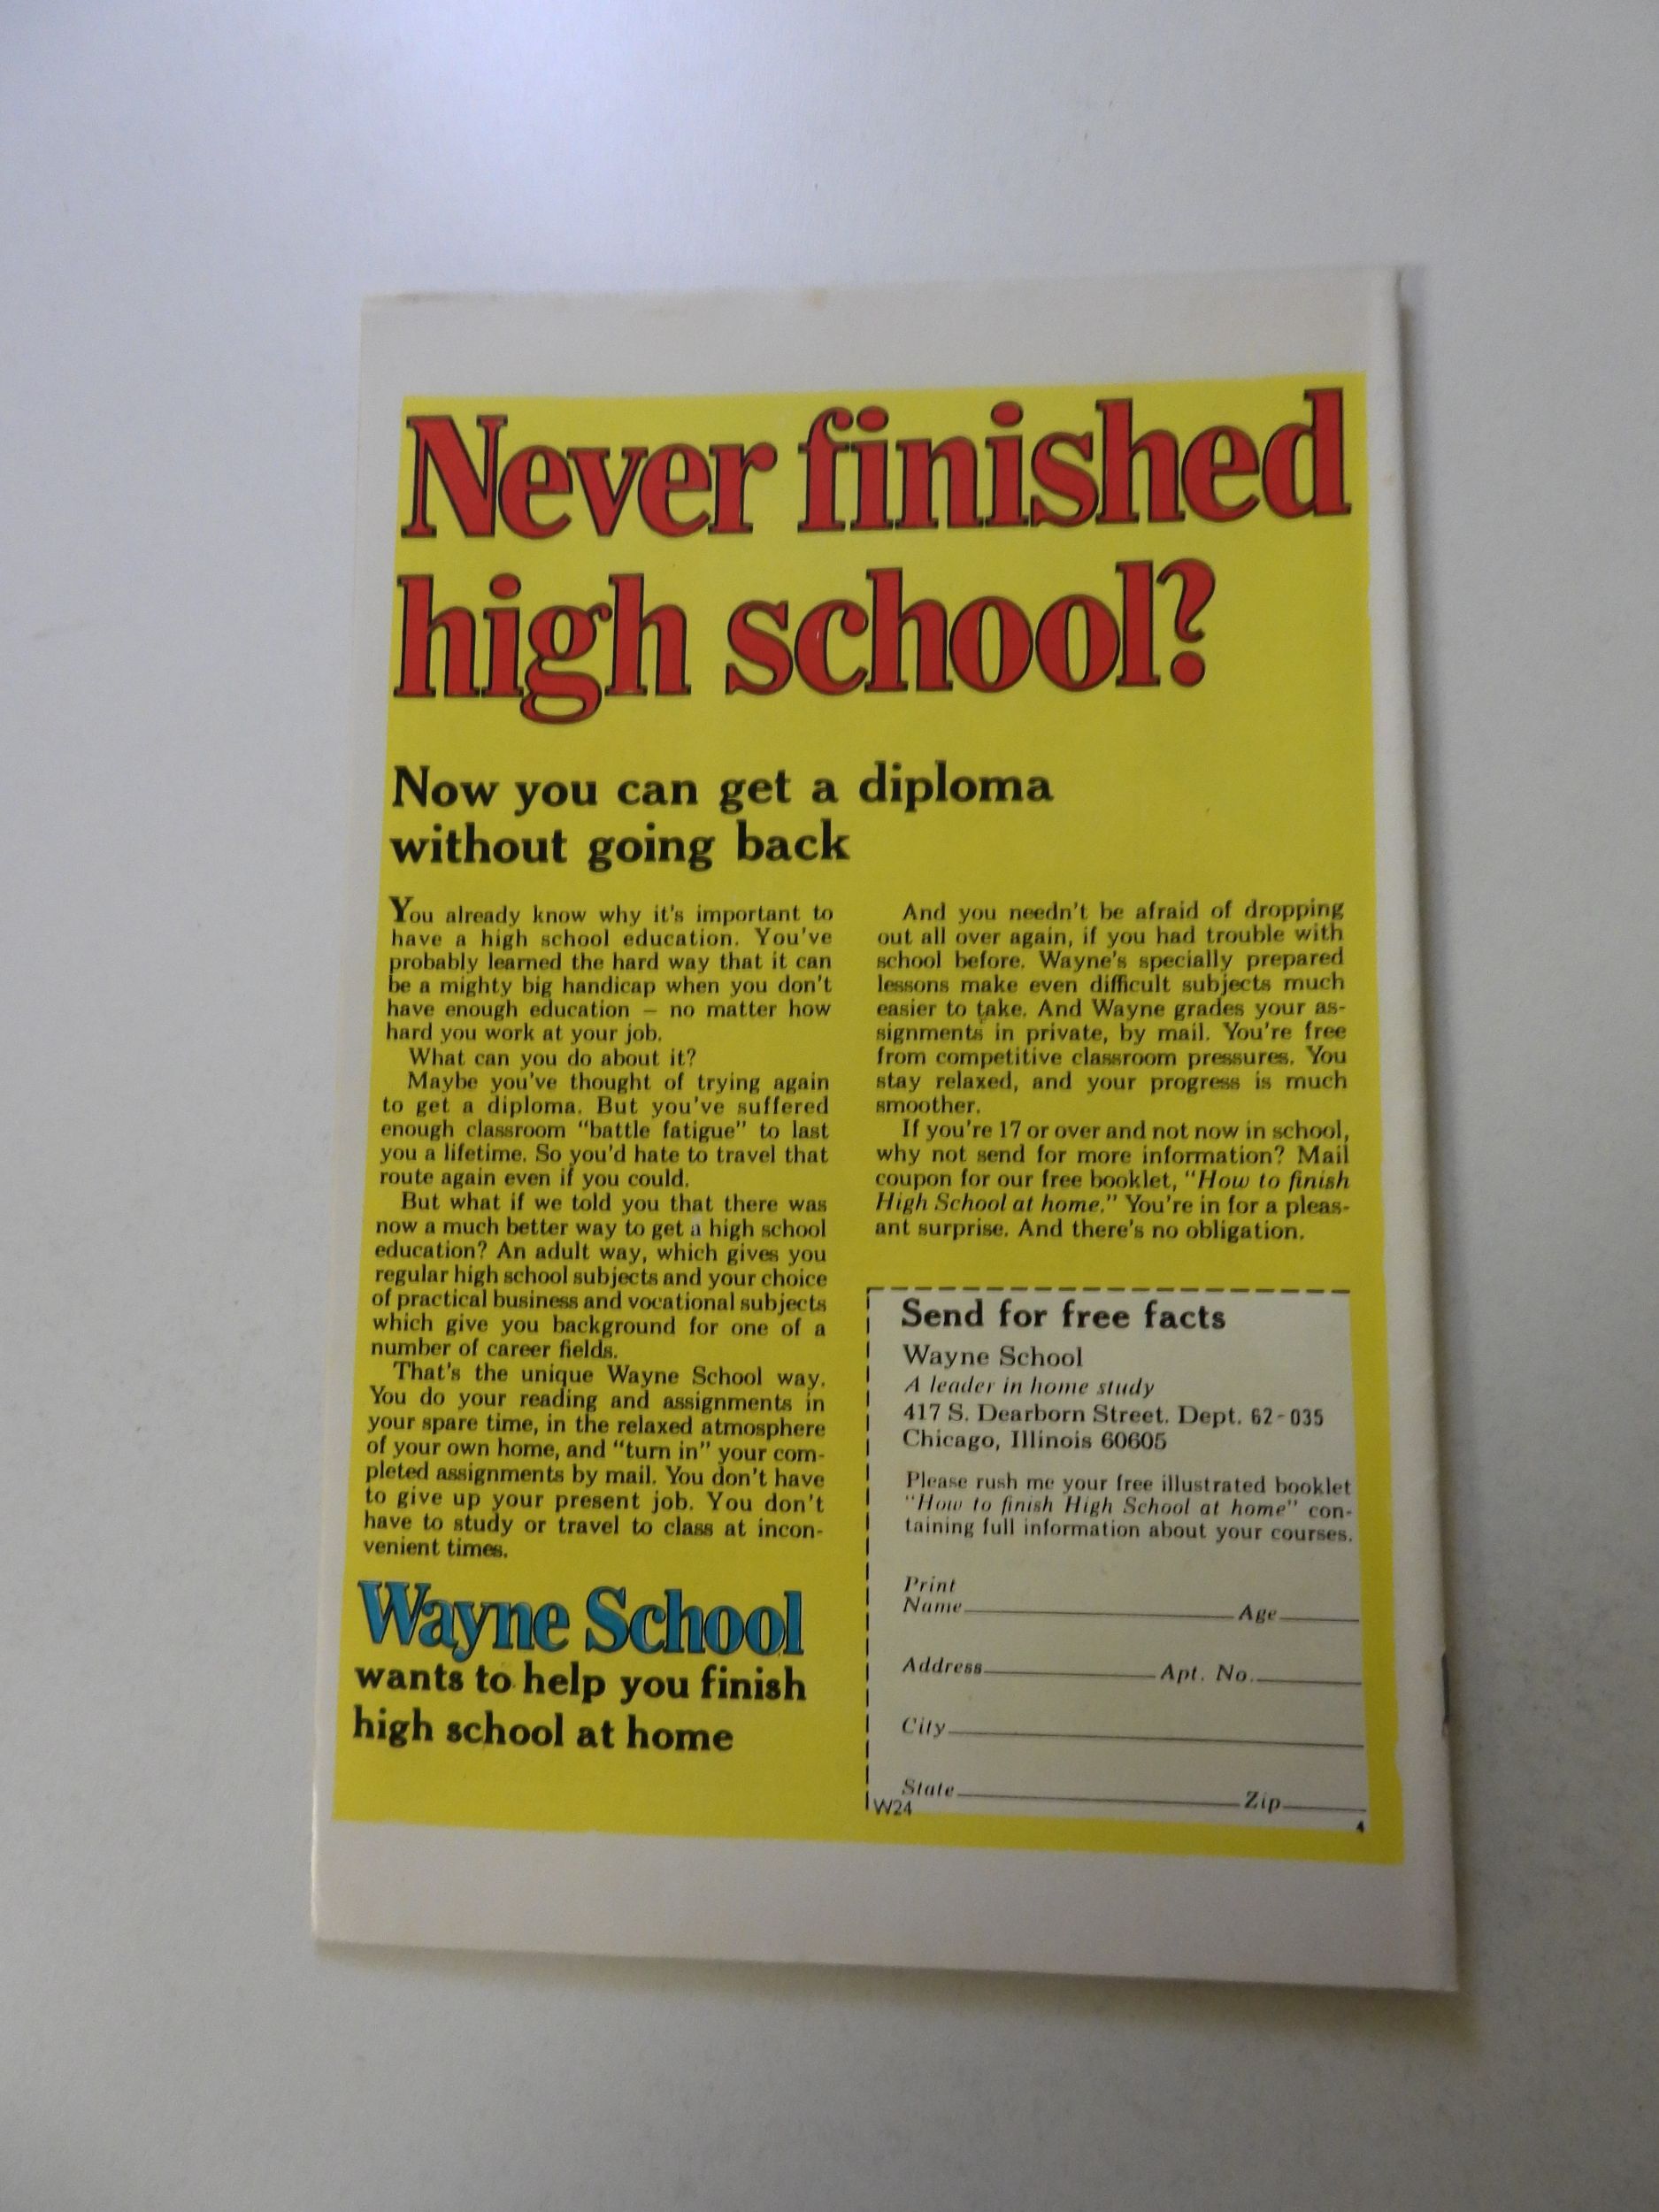 Never finished
high school?
Now you can get a diploma
without going back
You already know why it's important to
have a high school education. You've
probably learned the hard way that it can
be a mighty big handicap when you don't
have enough education – no matter how
hard you work at your job.
What can you do about it?
Maybe you've thought of trying again
to get a diploma. But you've suffered
enough classroom "battle fatigue" to last
you a lifetime. So you'd hate to travel that
route again even if you could.
But what if we told you that there was
now a much better way to get a high school
education? An adult way, which gives you
regular high school subjects and your choice
of practical business and vocational subjects
which give you background for one of a
number of career fields.
That's the unique Wayne School way.
You do your reading and assignments in
your spare time, in the relaxed atmosphere
of your own home, and "turn in" your com-
pleted assignments by mail. You don't have
to give up your present job. You don't
have to study or travel to class at incon-
venient times.
Wayne School
wants to help you finish
high school at home
And you needn't be afraid of dropping
out all over again, if you had trouble with
school before. Wayne's specially prepared
lessons make even difficult subjects much
easier to take. And Wayne grades your as-
signments in private, by mail. You're free
from competitive classroom pressures. You
stay relaxed, and your progress is much
smoother.
If you're 17 or over and not now in school,
why not send for more information? Mail
coupon for our free booklet, "How to finish
High School at home." You're in for a pleas-
ant surprise. And there's no obligation.
Send for free facts
Wayne School
A leader in home study
417 S. Dearborn Street. Dept. 62-035
Chicago, Illinois 60605
Please rush me your free illustrated booklet
"How to finish High School at home" con-
taining full information about your courses.
Print
Name Age
Address Apt. No.
City
State Zip
W24
4